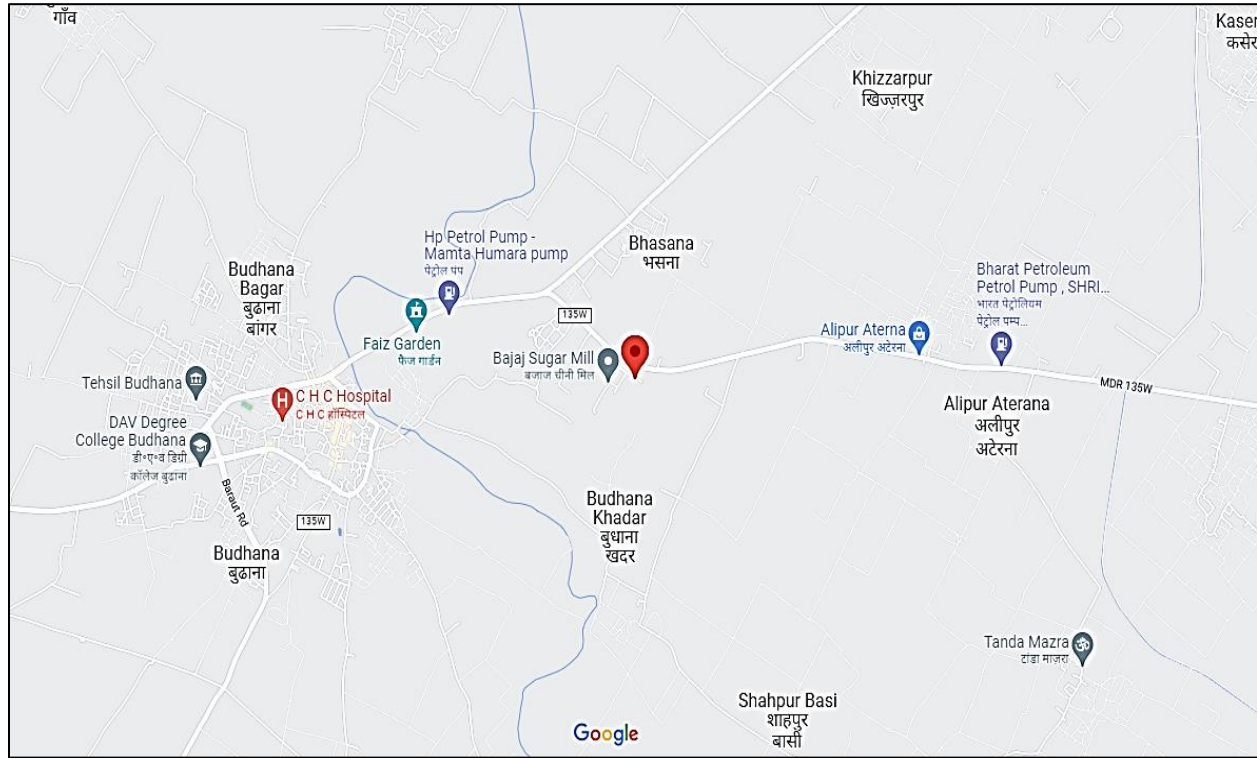 गाँव
Kaser
कसेर
Khizzarpur
खिज्ज़रपुर
Hp Petrol Pump -
Mamta Humara pump
पेट्रोल पंप
Bhasana
भसना
Budhana
Bagar
बुढाना
बांगर
Bharat Petroleum
Petrol Pump , SHRI...
भारत पेट्रोलियम
पेट्रोल पम्प...
135W
Faiz Garden
फैज गार्डन
Alipur Aterna
अलीपुर अटेरना
Bajaj Sugar Mill
बजाज चीनी मिल
Tehsil Budhana
MDR 135W
H
C H C Hospital
C H C हॉस्पिटल
Alipur Aterana
अलीपुर
अटेरना
DAV Degree
College Budhana
डी॰ए॰व डिग्री
कॉलेज बुढाना
Baraut Rd
Budhana
Khadar
बुधाना
खदर
135W
Budhana
बुढाना
Tanda Mazra
टांडा माज़रा
ॐ
Shahpur Basi
शाहपुर
बासी
Google